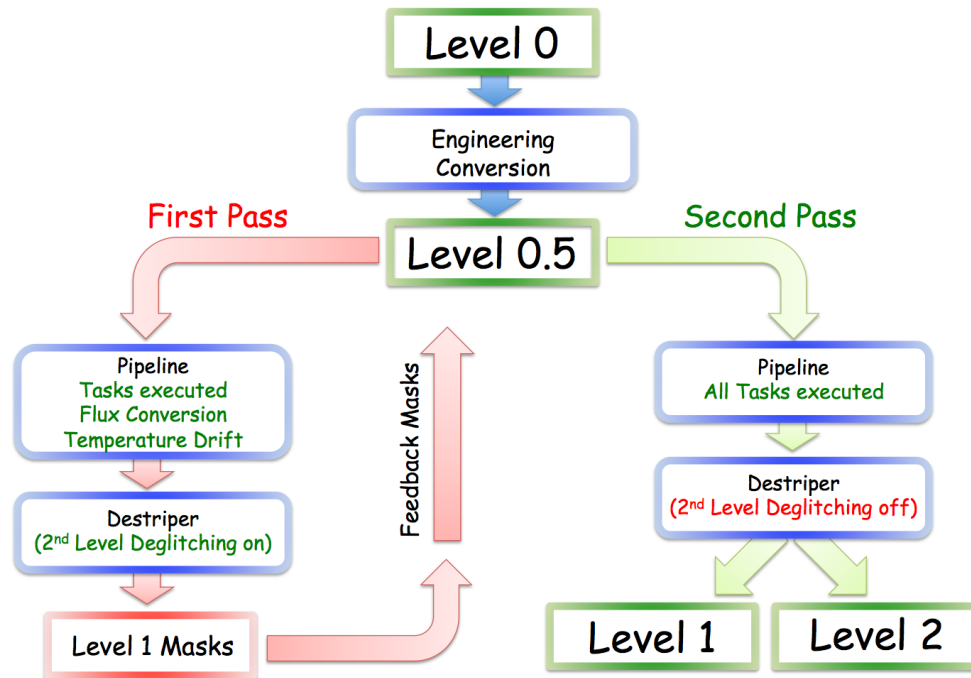 Level 0
Engineering
Conversion
First Pass
Second Pass
Level 0.5
Pipeline
Tasks executed
Flux Conversion
Temperature Drift
Feedback Masks
Pipeline
All Tasks executed
Destriper
(2nd Level Deglitching on)
Destriper
(2nd Level Deglitching off)
Level 1 Masks
Level 1
Level 2